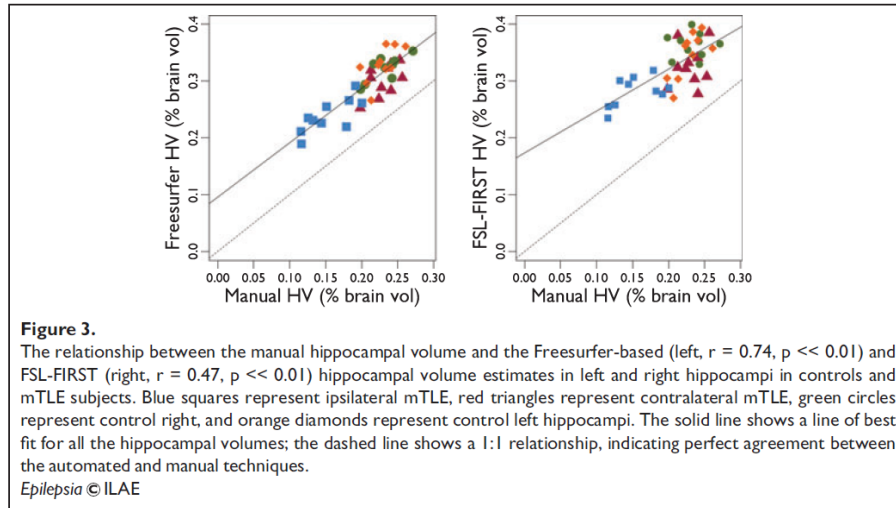 Freesurfer HV (% brain vol)
0.4
0.3
0.2
0.1
0.0
0.00 0.05 0.10 0.15 0.20 0.25 0.30
Manual HV (% brain vol)
FSL-FIRST HV (% brain vol)
0.4
0.3
0.2
0.1
0.0
0.00 0.05 0.10 0.15 0.20 0.25 0.30
Manual HV (% brain vol)
Figure 3.
The relationship between the manual hippocampal volume and the Freesurfer-based (left, r = 0.74, p << 0.01) and
FSL-FIRST (right, r = 0.47, p << 0.01) hippocampal volume estimates in left and right hippocampi in controls and
mTLE subjects. Blue squares represent ipsilateral mTLE, red triangles represent contralateral mTLE, green circles
represent control right, and orange diamonds represent control left hippocampi. The solid line shows a line of best
fit for all the hippocampal volumes; the dashed line shows a 1:1 relationship, indicating perfect agreement between
the automated and manual techniques.
Epilepsia © ILAE